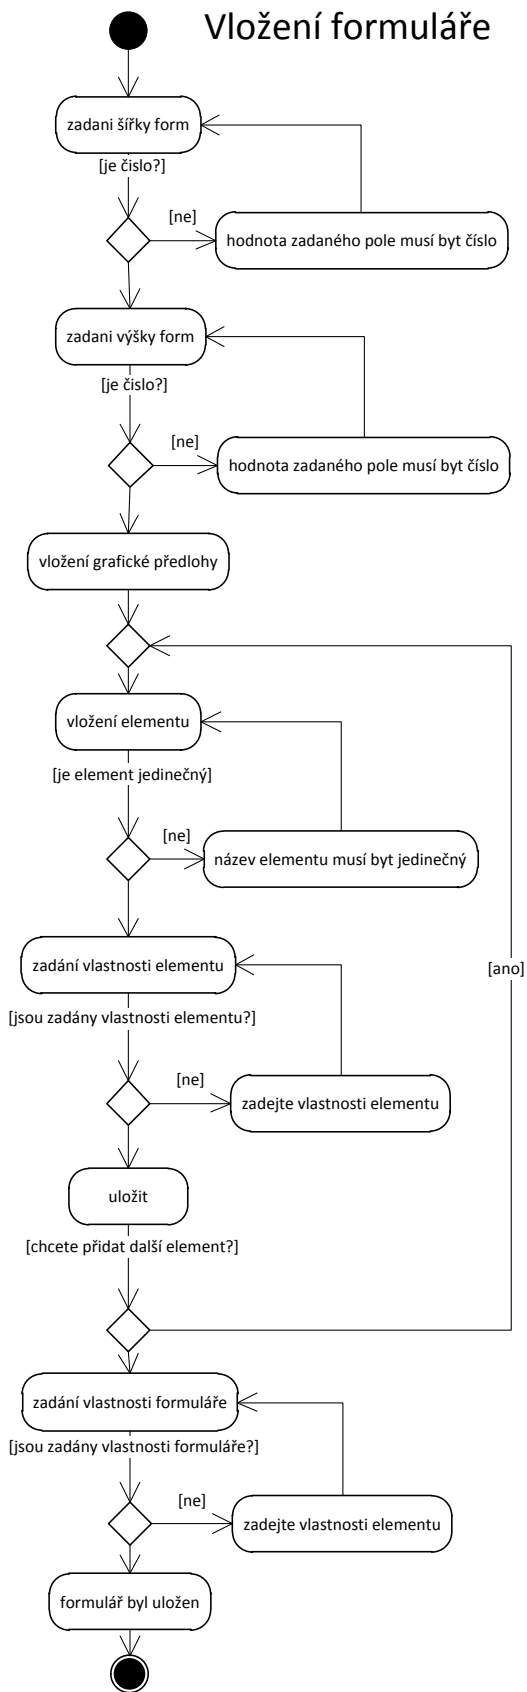 Vložení formuláře
zadani šířky form
[je čislo?]
[ne]
hodnota zadaného pole musí byt číslo
zadani výšky form
[je čislo?]
[ne]
hodnota zadaného pole musí byt číslo
vložení grafické předlohy
vložení elementu
[je element jedinečný]
[ne]
název elementu musí byt jedinečný
zadání vlastnosti elementu
[ano]
[jsou zadány vlastnosti elementu?]
[ne]
zadejte vlastnosti elementu
uložit
[chcete přidat další element?]
zadání vlastnosti formuláře
[jsou zadány vlastnosti formuláře?]
[ne]
zadejte vlastnosti elementu
formulář byl uložen